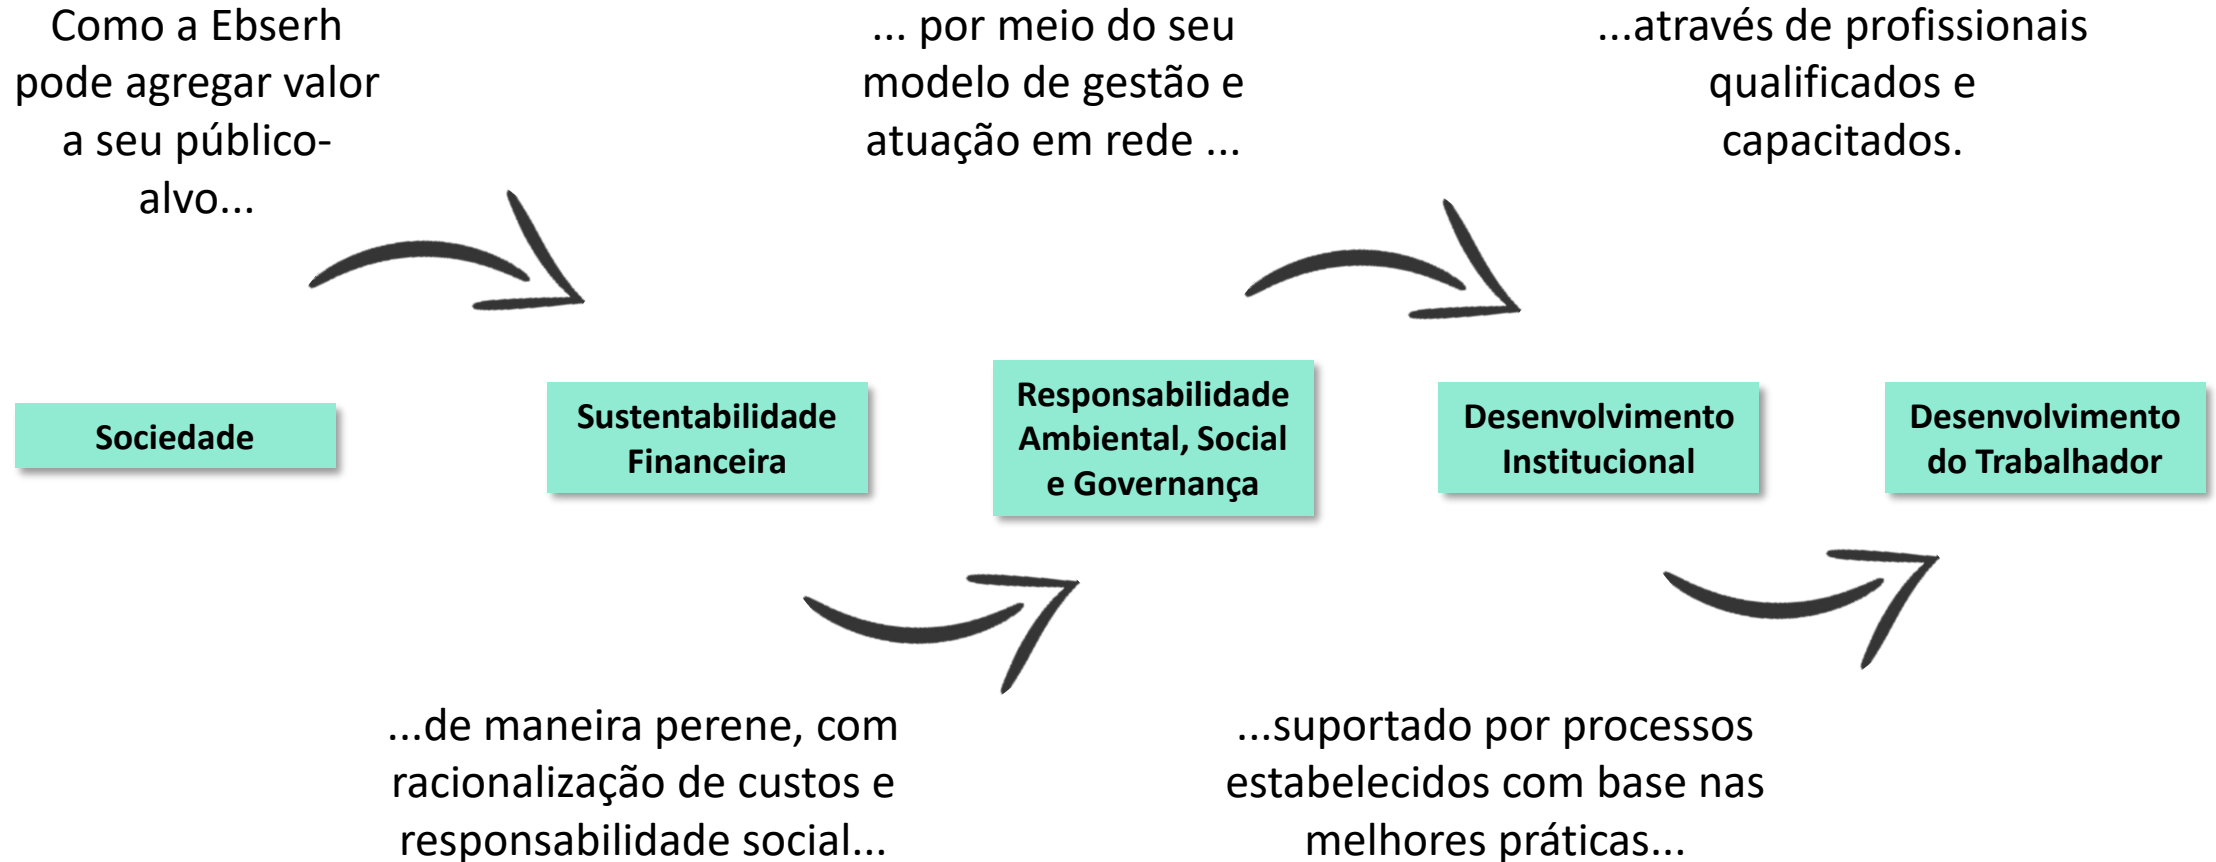 Como a Ebserh
pode agregar valor
a seu público-
alvo...
... por meio do seu
modelo de gestão e
atuação em rede ...
...através de profissionais
qualificados e
capacitados.
Sociedade
Sustentabilidade
Financeira
Responsabilidade
Ambiental, Social
e Governança
Desenvolvimento
Institucional
Desenvolvimento
do Trabalhador
...de maneira perene, com
racionalização de custos e
responsabilidade social...
...suportado por processos
estabelecidos com base nas
melhores práticas...